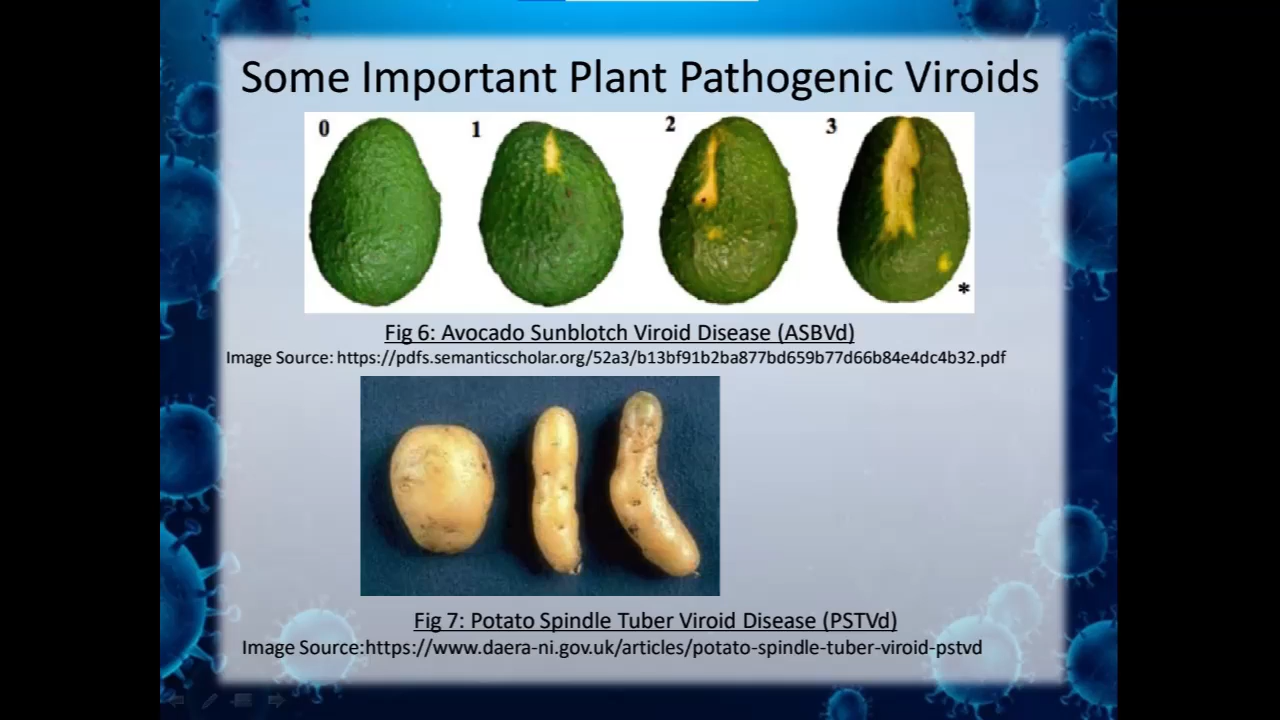 Some Important Plant Pathogenic Viroids
0 1 2 3
*
Fig 6: Avocado Sunblotch Viroid Disease (ASBVd)
Image Source: https://pdfs.semanticscholar.org/52a3/b13bf91b2ba877bd659b77d66b84e4dc4b32.pdf
Fig 7: Potato Spindle Tuber Viroid Disease (PSTVd)
Image Source:https://www.daera-ni.gov.uk/articles/potato-spindle-tuber-viroid-pstvd